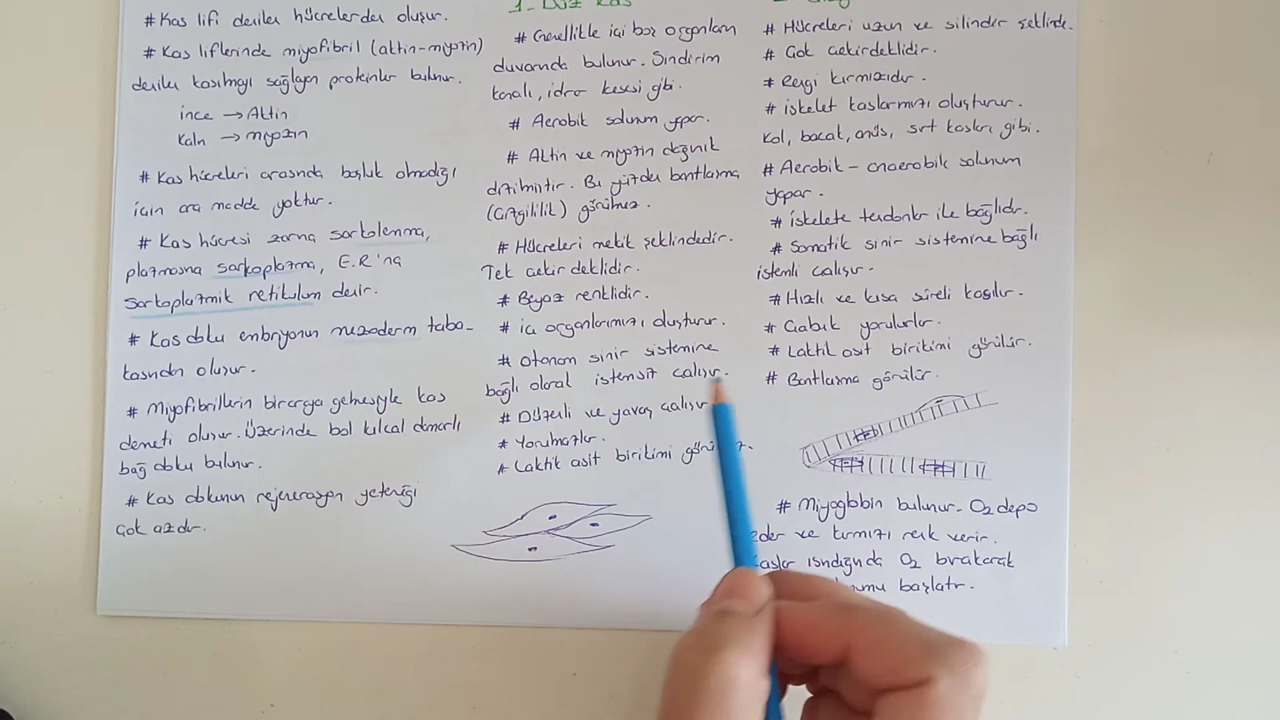 # Kas lifi denilen hücrelerden oluşur.
# Kas liflerinde miyofibril (aktin-miyozin)
denilen kasılmayı sağlayan proteinler bulunur.
ince → Aktin
Kalın → miyozin
# Kas hücreleri arasında boşluk olmadığı
için ara madde yoktur.
# Kas hücresi zarına sarkolemma,
plazmasına sarkoplazma, E.R'na
Sarkoplazmik retikulum denir.
# Kas doku embryonun mezoderm taba-
kasından oluşur.
# Miyofibrillerin biraraya gelmesiyle kas
demeti oluşur. Üzerinde bol kılcal damarlı
bağ doku bulunur.
# Kas dokunun rejenerasyon yeteneği
çok azdır.
1- Düz Kas
# Genellikle içi boş organların
duvarında bulunur. Sindirim
kanalı, idrar kesesi gibi.
# Aerobik solunum yapar.
# Aktin ve miyozin dağınık
dizilmiştir. Bu yüzden bantlaşma
(Çizgililik) görülmez.
# Hücreleri mekik şeklindedir.
Tek çekirdeklidir.
# Beyaz renklidir.
# iç organlarımızı oluşturur.
# Otonom sinir sistemine
bağlı olarak istemsiz çalışır.
# Düzenli ve yavaş çalışır
# Yorulmazlar.
# Laktik asit birikimi
# Hücreleri uzun ve silindir şeklinde.
# Çok çekirdeklidir.
# Rengi kırmızıdır.
# iskelet kaslarımızı oluşturur.
Kol, bacak, sırt kasları gibi.
# Aerobik - anaerobik solunum
yapar.
# iskelete tendonlar ile bağlıdır.
# Somatik sinir sistemine bağlı
istemli çalışır.
# Hızlı ve kısa süreli kasılır.
# Çabuk yorulurlar.
# Laktik asit birikimi görülür.
# Bantlaşma görülür.
# Miyoglobin bulunur. O2 depo
eder ve kırmızı renk verir.
ısındığında O2 bırakarak
başlatır.